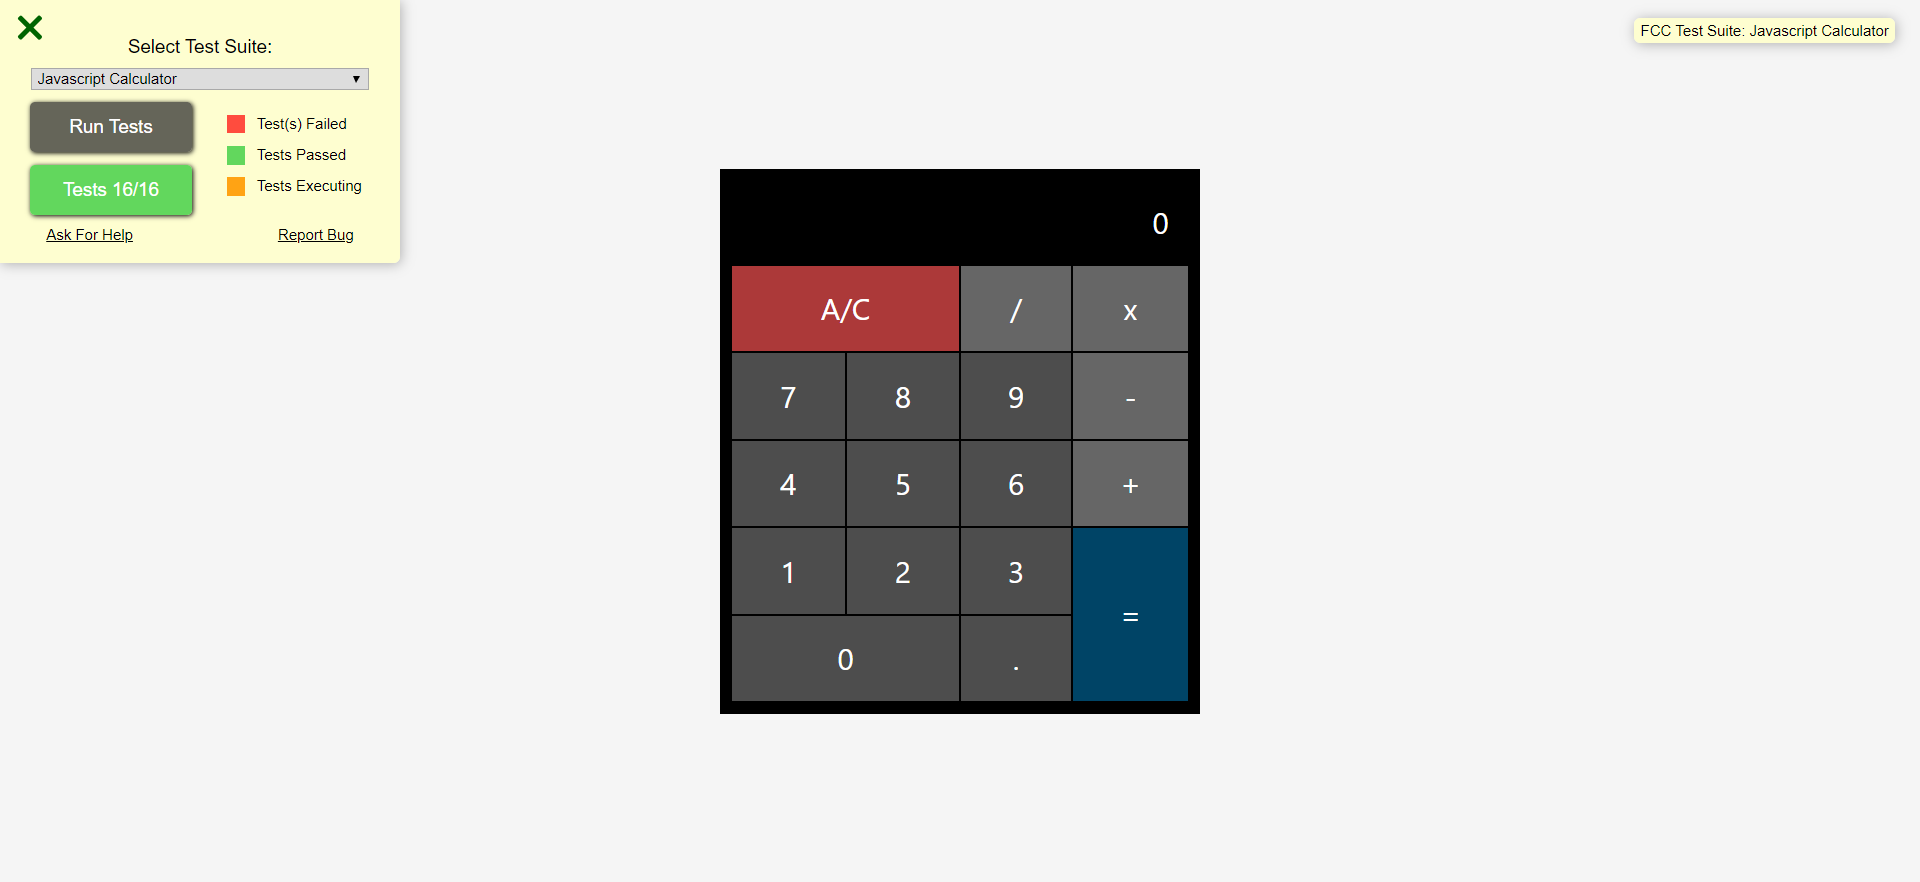 Select Test Suite:
Javascript Calculator ▼
Run Tests
Test(s) Failed
Tests Passed
Tests 16/16
Tests Executing
Ask For Help
Report Bug
FCC Test Suite: Javascript Calculator
0
A/C / x
7 8 9 -
4 5 6 +
1 2 3
=
0 .